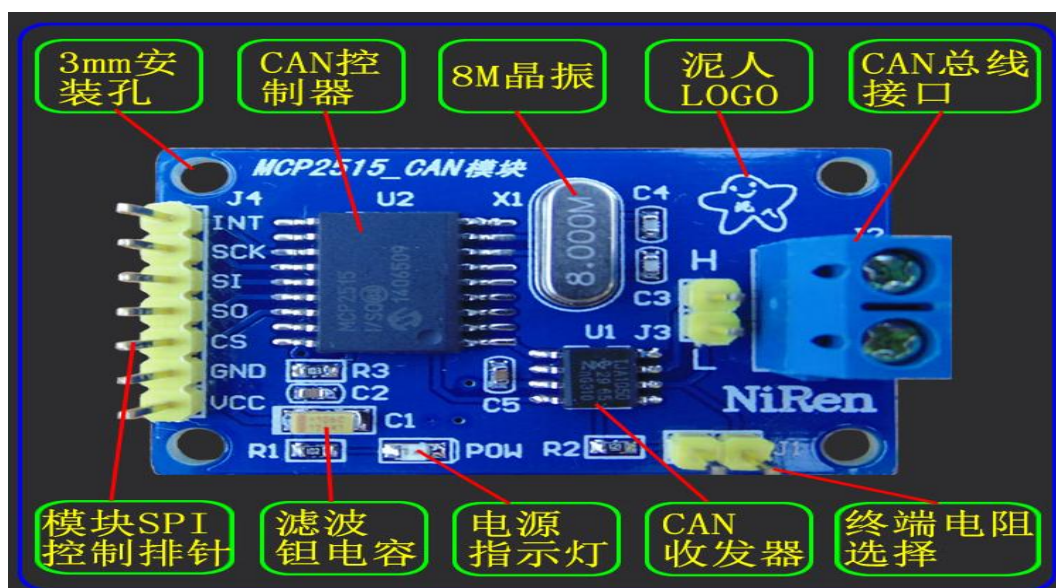 3mm安
装孔
CAN控
制器
8M晶振
泥人
LOGO
CAN总线
接口
MCP2515_CAN模块
J4
U2
X1
C4
INT
SCK
SI
SO
CS
GND
VCC
MCP2515
I/SO
1406509
8.000M
H
C3
U1
J3
L
TJA1050
R3
C2
C1
C5
NiRen
R1
POW
R2
J1
模块SPI
控制排针
滤波
钽电容
电源
指示灯
CAN
收发器
终端电阻
选择